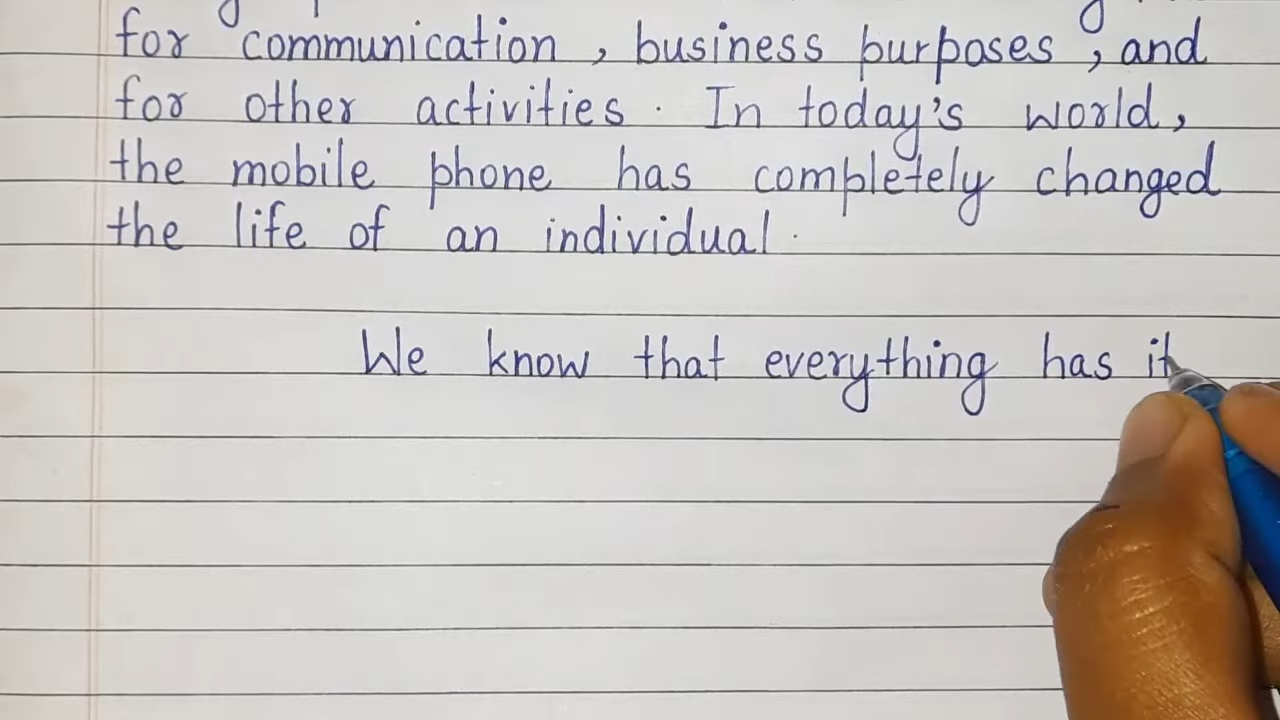 for communication, business purposes, and
for other activities. In today's world,
the mobile phone has completely changed
the life of an individual.
We know that everything has it